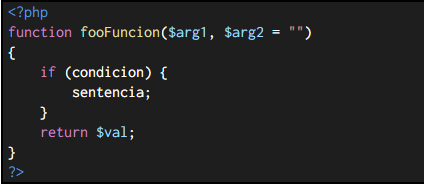 <?php
function fooFuncion($arg1, $arg2 = "")
{
    if (condicion) {
        sentencia;
    }
    return $val;
}
?>